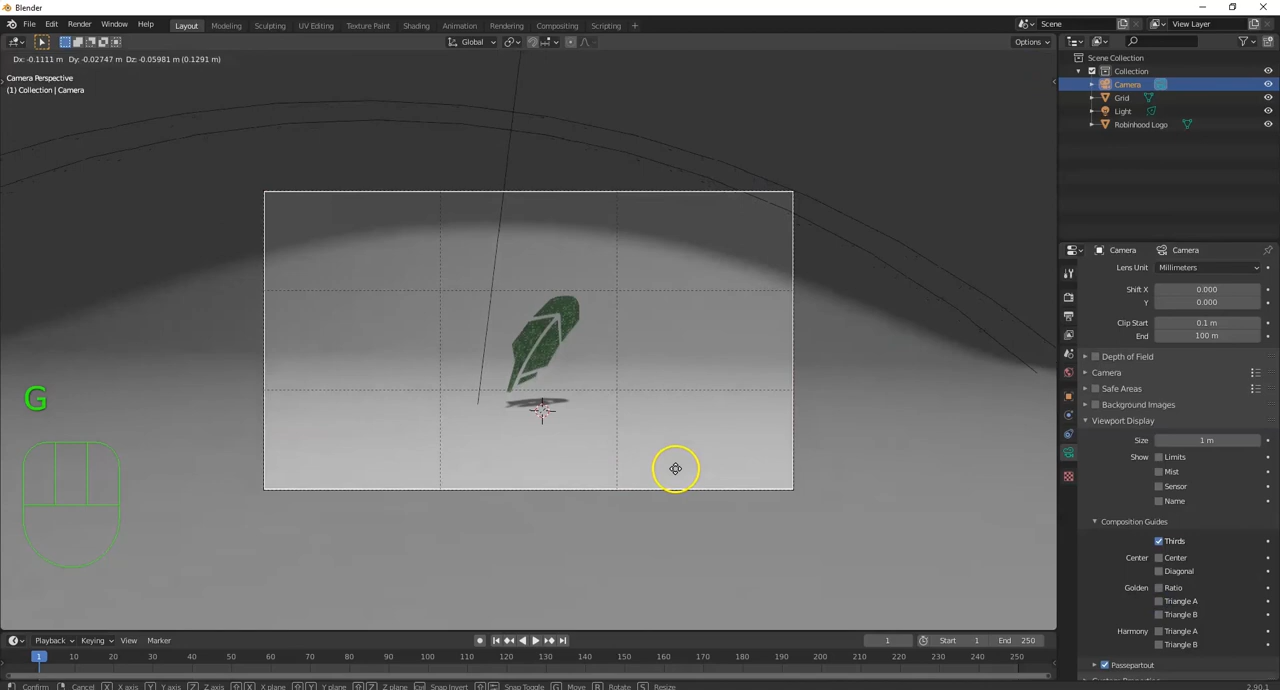 Blender
File Edit Render Window Help Layout Modeling Sculpting UV Editing Texture Paint Shading Animation Rendering Compositing Scripting + Scene View Layer
Global Options
Dx: -0.1111 m Dy: -0.02747 m Dz: -0.05981 m (0.1291 m)
Camera Perspective
(1) Collection | Camera
Scene Collection
Collection
Camera
Grid
Light
Robinhood Logo
Camera Camera
Lens Unit Millimeters
Shift X 0.000
Y 0.000
Clip Start 0.1 m
End 100 m
Depth of Field
Camera
Safe Areas
Background Images
Viewport Display
Size 1 m
Show Limits
Mist
Sensor
Name
Composition Guides
Thirds
Center Center
Diagonal
Golden Ratio
Triangle A
Triangle B
Harmony Triangle A
Triangle B
Passepartout
G
Playback Keying View Marker 1 Start 1 End 250
1 10 20 30 40 50 60 70 80 90 100 110 120 130 140 150 160 170 180 190 200 210 220 230 240 250
Confirm Cancel X X axis Y Y axis Z Z axis X X plane Y Y plane Z Z plane Snap Invert Snap Toggle G Move R Rotate S Resize 2.90.1